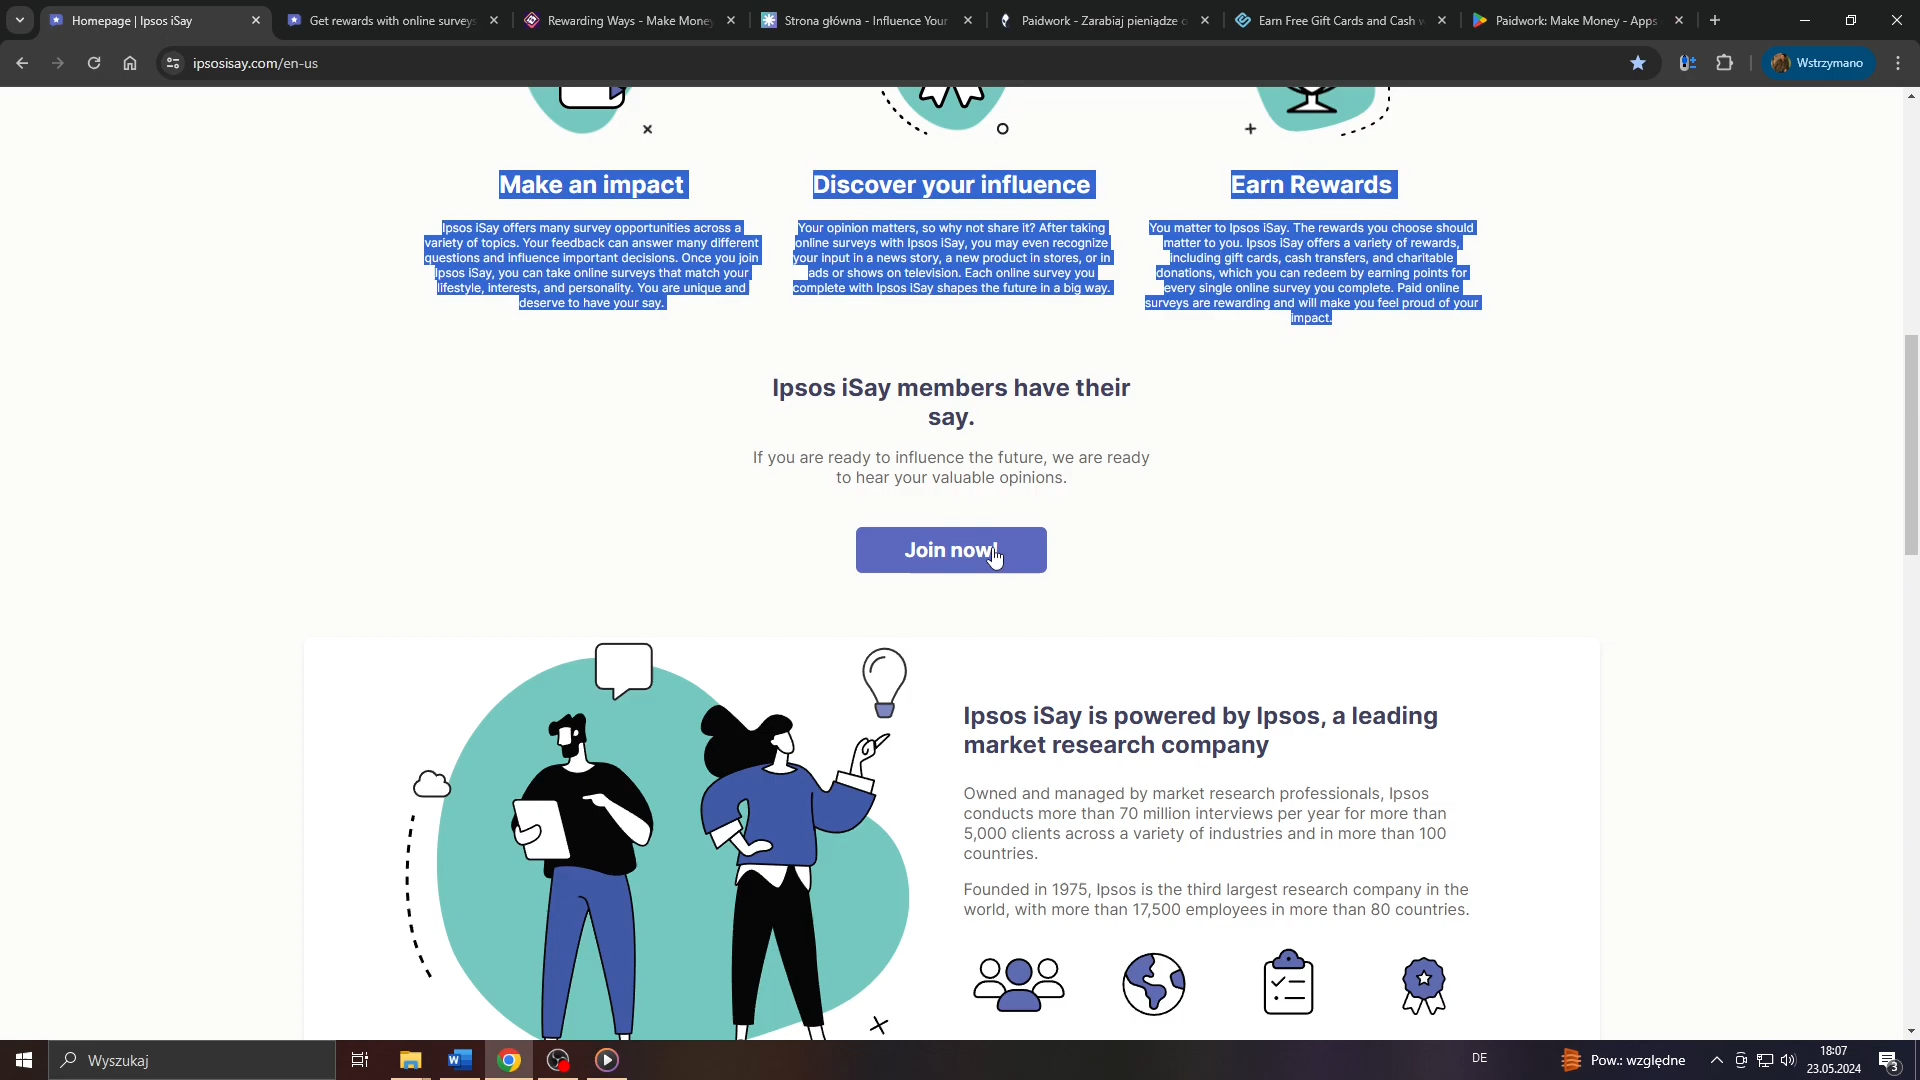 Homepage | Ipsos iSay
Get rewards with online surveys
Rewarding Ways - Make Money
Strona główna - Influence Your
Paidwork - Zarabiaj pieniądze o
Earn Free Gift Cards and Cash w
Paidwork: Make Money - Apps
ipsosisay.com/en-us
Wstrzymano
Make an impact
Ipsos iSay offers many survey opportunities across a
variety of topics. Your feedback can answer many different
questions and influence important decisions. Once you join
Ipsos iSay, you can take online surveys that match your
lifestyle, interests, and personality. You are unique and
deserve to have your say.
Discover your influence
Your opinion matters, so why not share it? After taking
online surveys with Ipsos iSay, you may even recognize
your input in a news story, a new product in stores, or in
ads or shows on television. Each online survey you
complete with Ipsos iSay shapes the future in a big way.
Earn Rewards
You matter to Ipsos iSay. The rewards you choose should
matter to you. Ipsos iSay offers a variety of rewards,
including gift cards, cash transfers, and charitable
donations, which you can redeem by earning points for
every single online survey you complete. Paid online
surveys are rewarding and will make you feel proud of your
impact.
Ipsos iSay members have their
say.
If you are ready to influence the future, we are ready
to hear your valuable opinions.
Join now!
Ipsos iSay is powered by Ipsos, a leading
market research company
Owned and managed by market research professionals, Ipsos
conducts more than 70 million interviews per year for more than
5,000 clients across a variety of industries and in more than 100
countries.
Founded in 1975, Ipsos is the third largest research company in the
world, with more than 17,500 employees in more than 80 countries.
Wyszukaj
DE
Pow.: względne
18:07
23.05.2024
3